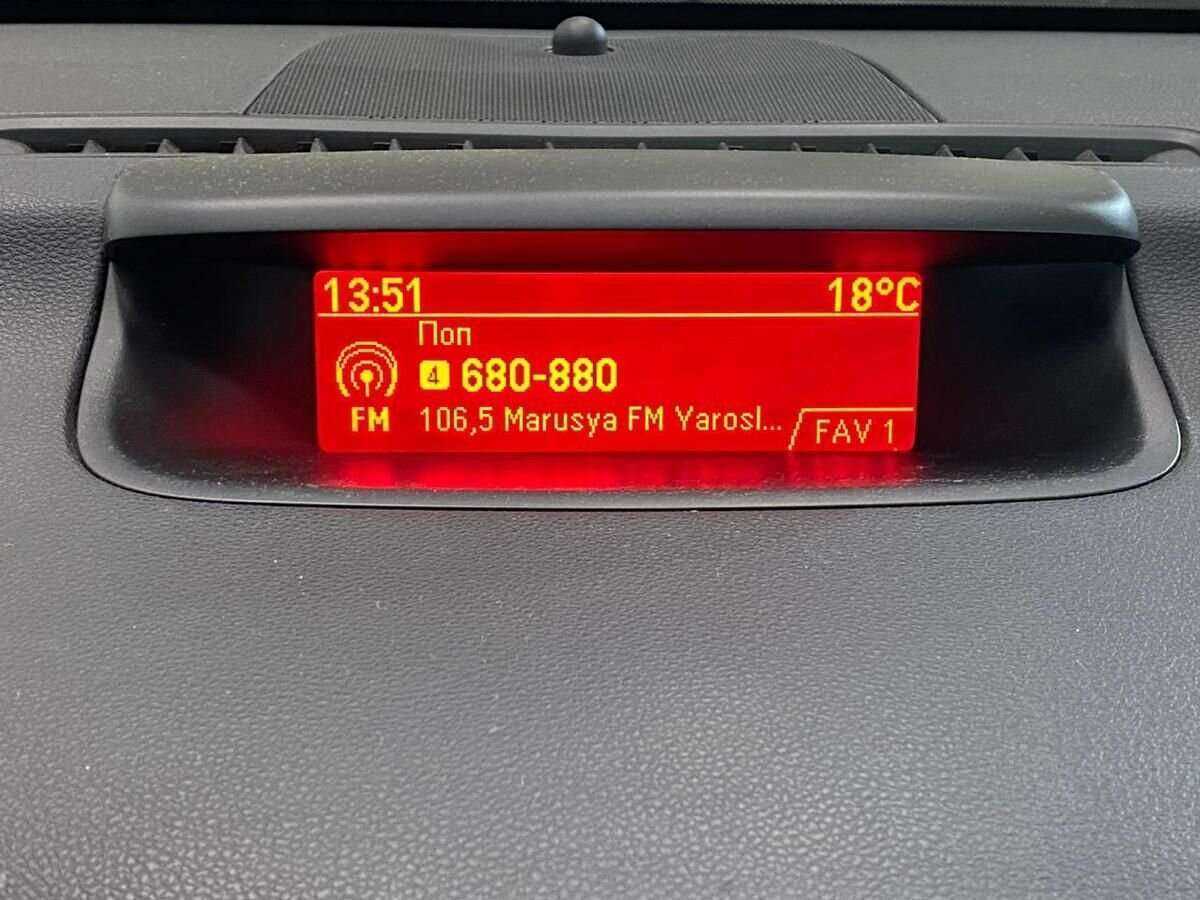 13:51 18°C
Поп
4 680-880
106,5 Marusya FM Yarosl...
FM
FAV 1